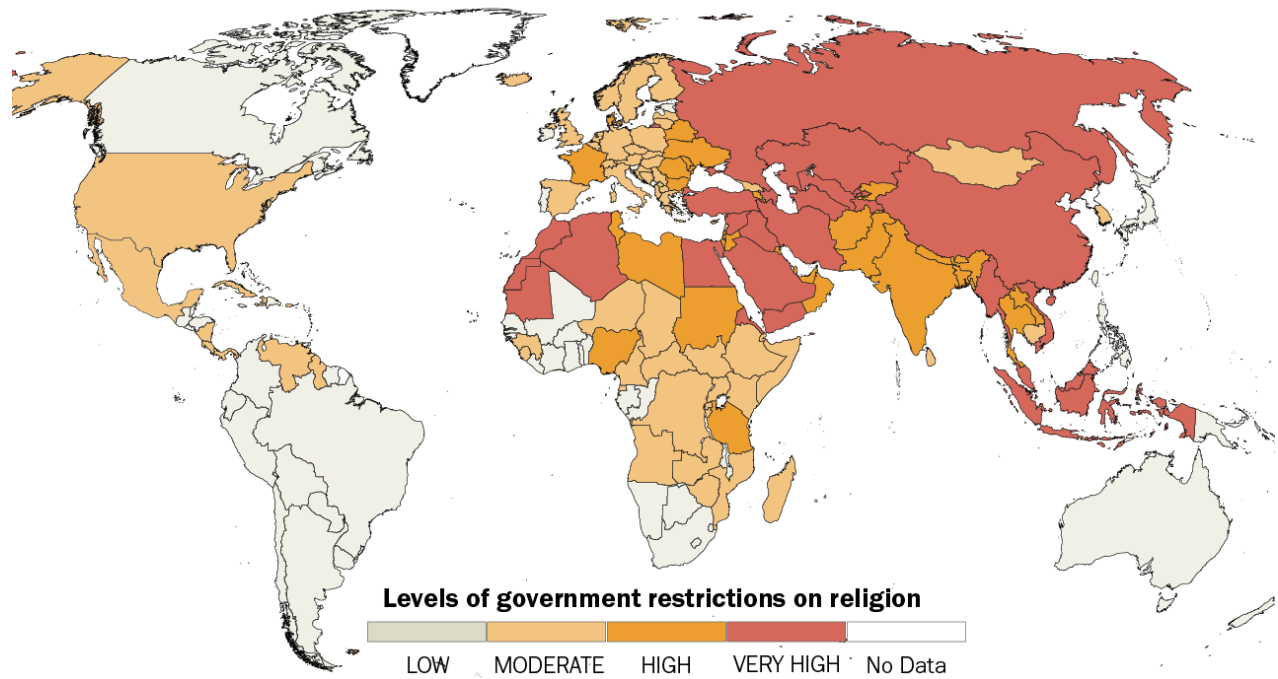 Levels of government restrictions on religion
LOW MODERATE HIGH VERY HIGH No Data